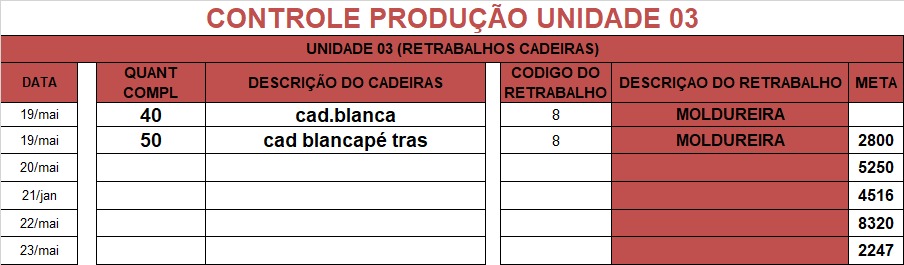 CONTROLE PRODUÇÃO UNIDADE 03
UNIDADE 03 (RETRABALHOS CADEIRAS)
DATA QUANT COMPL DESCRIÇÃO DO CADEIRAS CODIGO DO RETRABALHO DESCRIÇAO DO RETRABALHO META
19/mai 40 cad.blanca 8 MOLDUREIRA
19/mai 50 cad blancapé tras 8 MOLDUREIRA 2800
20/mai 5250
21/jan 4516
22/mai 8320
23/mai 2247